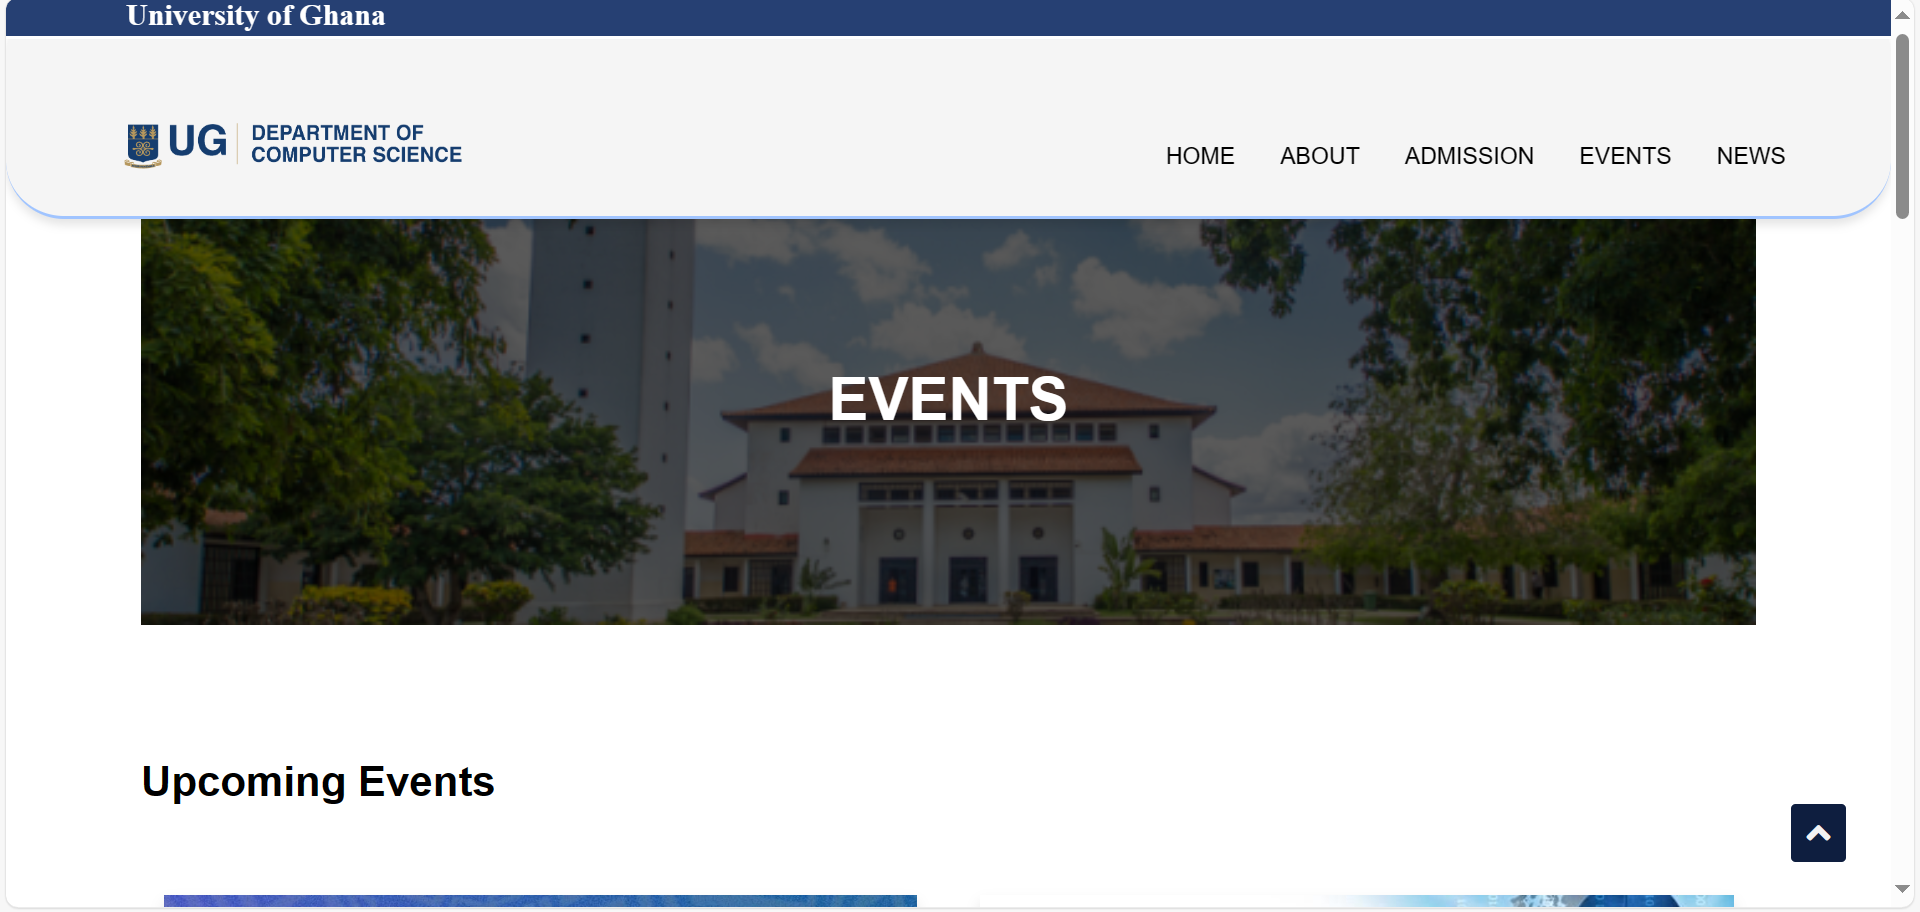 University of Ghana
UG
DEPARTMENT OF
COMPUTER SCIENCE
HOME ABOUT ADMISSION EVENTS NEWS
EVENTS
Upcoming Events